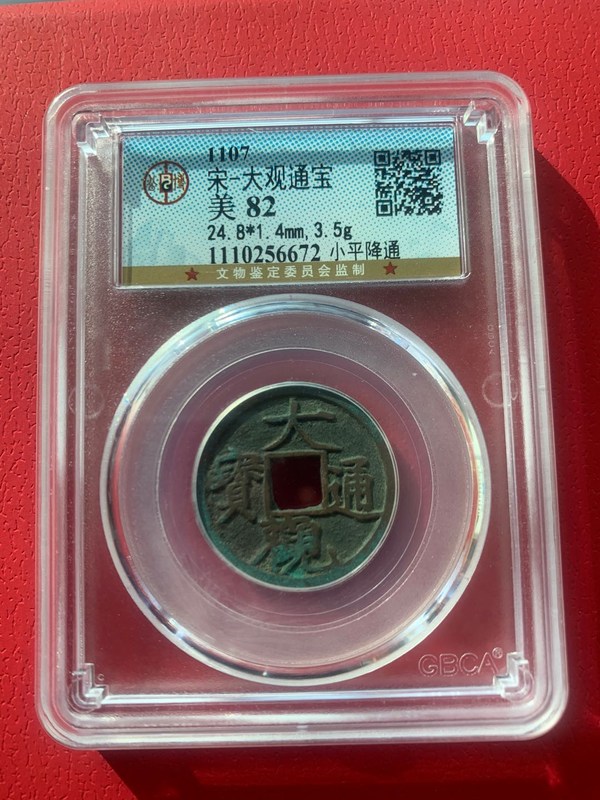 1107
宋-大观通宝
美 82
24.8*1.4mm, 3.5g
1110256672 小平降通
★ 文物鉴定委员会监制 ★
大
寶 通
觀
GBCA